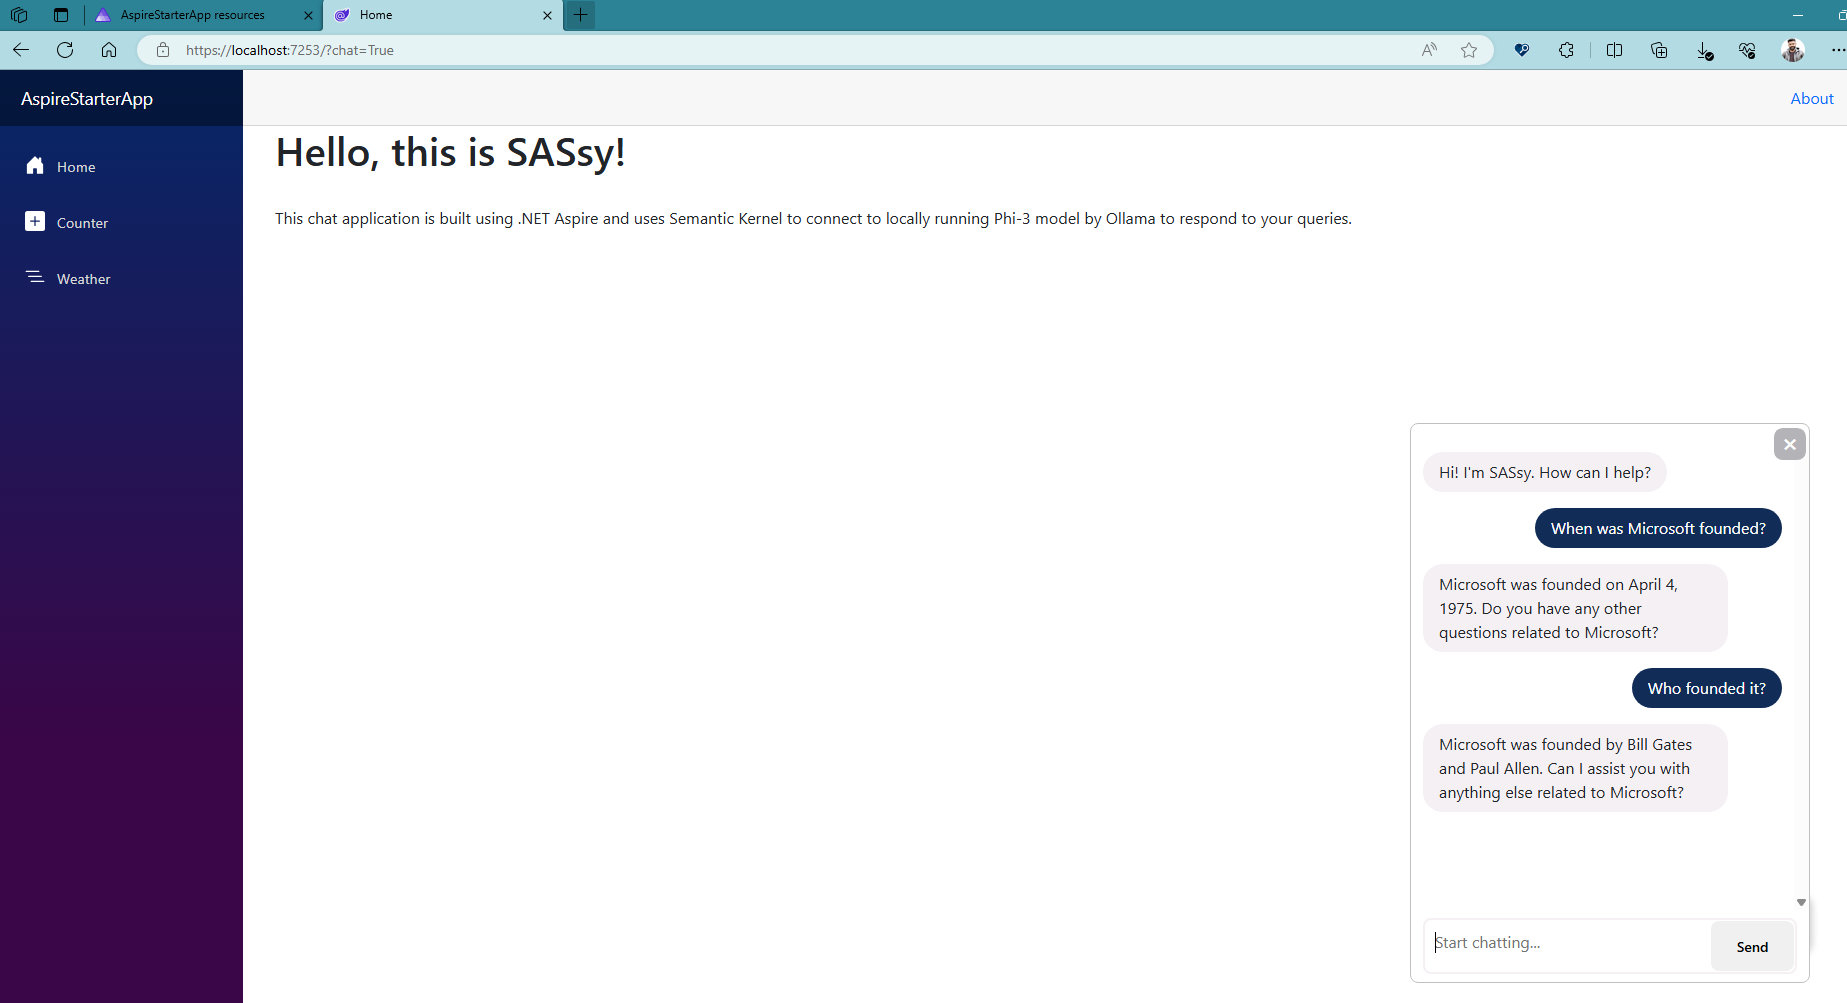 AspireStarterApp resources
Home
https://localhost:7253/?chat=True
AspireStarterApp
About
Home
Counter
Weather
Hello, this is SASsy!
This chat application is built using .NET Aspire and uses Semantic Kernel to connect to locally running Phi-3 model by Ollama to respond to your queries.
Hi! I'm SASsy. How can I help?
When was Microsoft founded?
Microsoft was founded on April 4,
1975. Do you have any other
questions related to Microsoft?
Who founded it?
Microsoft was founded by Bill Gates
and Paul Allen. Can I assist you with
anything else related to Microsoft?
Start chatting...
Send